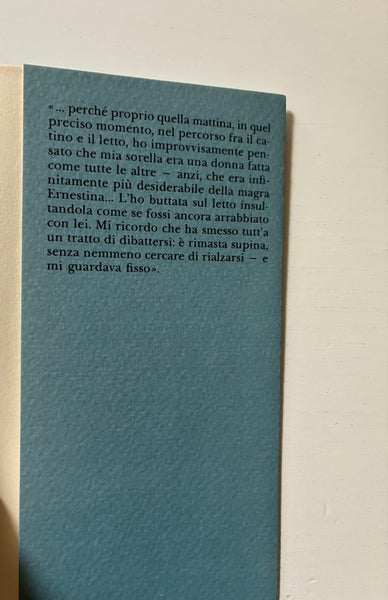 «... perché proprio quella mattina, in quel
preciso momento, nel percorso fra il ca-
tino e il letto, ho improvvisamente pen-
sato che mia sorella era una donna fatta
come tutte le altre – anzi, che era infi-
nitamente più desiderabile della magra
Ernestina... L'ho buttata sul letto insul-
tandola come se fossi ancora arrabbiato
con lei. Mi ricordo che ha smesso tutt'a
un tratto di dibattersi: è rimasta supina,
senza nemmeno cercare di rialzarsi – e
mi guardava fisso».